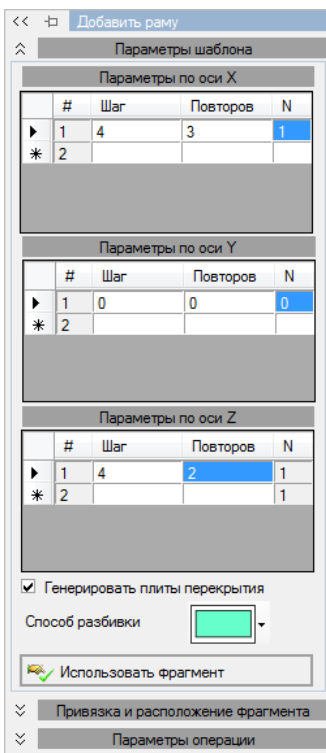 << Добавить раму
Параметры шаблона
Параметры по оси X
# Шаг Повторов N
1 4 3 1
2
Параметры по оси Y
# Шаг Повторов N
1 0 0 0
2
Параметры по оси Z
# Шаг Повторов N
1 4 2 1
2 1
Генерировать плиты перекрытия
Способ разбивки
Использовать фрагмент
Привязка и расположение фрагмента
Параметры операции